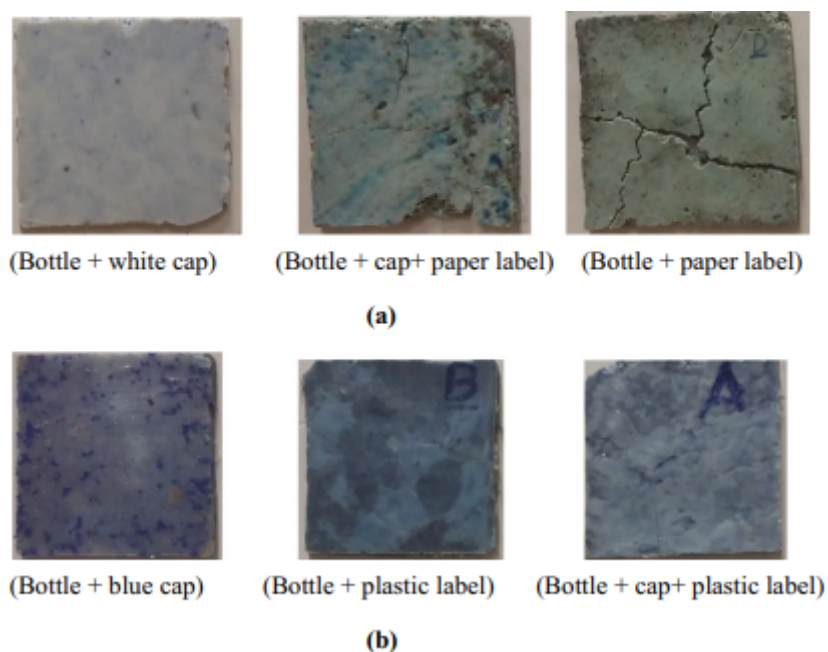 D
(Bottle + white cap)
(Bottle + cap+ paper label)
(Bottle + paper label)
(a)
B
A
(Bottle + blue cap)
(Bottle + plastic label)
(Bottle + cap+ plastic label)
(b)